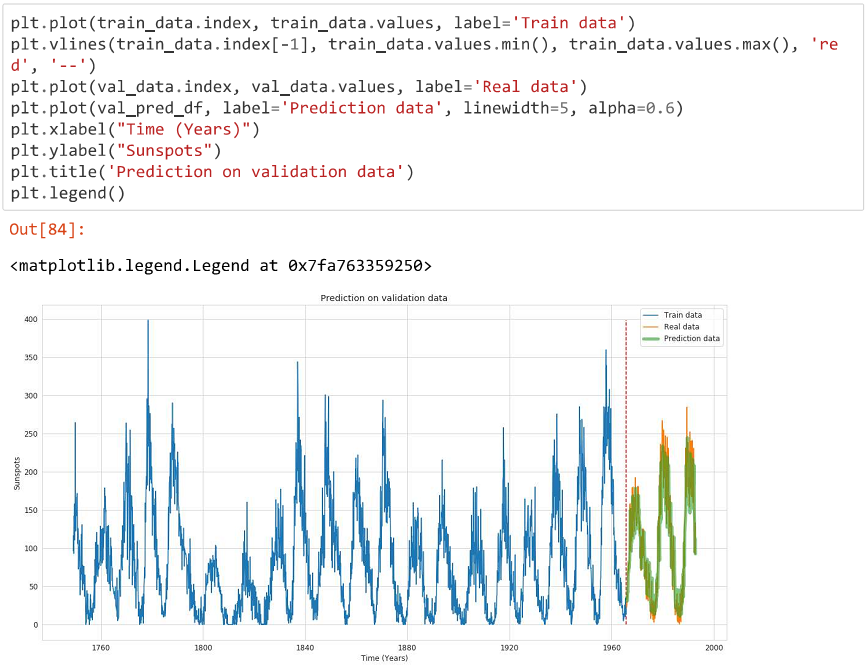 plt.plot(train_data.index, train_data.values, label='Train data')
plt.vlines(train_data.index[-1], train_data.values.min(), train_data.values.max(), 're
d', '--')
plt.plot(val_data.index, val_data.values, label='Real data')
plt.plot(val_pred_df, label='Prediction data', linewidth=5, alpha=0.6)
plt.xlabel("Time (Years)")
plt.ylabel("Sunspots")
plt.title('Prediction on validation data')
plt.legend()
Out[84]:
<matplotlib.legend.Legend at 0x7fa763359250>
Prediction on validation data
Train data
Real data
Prediction data
400
350
300
250
200
150
100
50
0
Sunspots
1760
1800
1840
1880
1920
1960
2000
Time (Years)